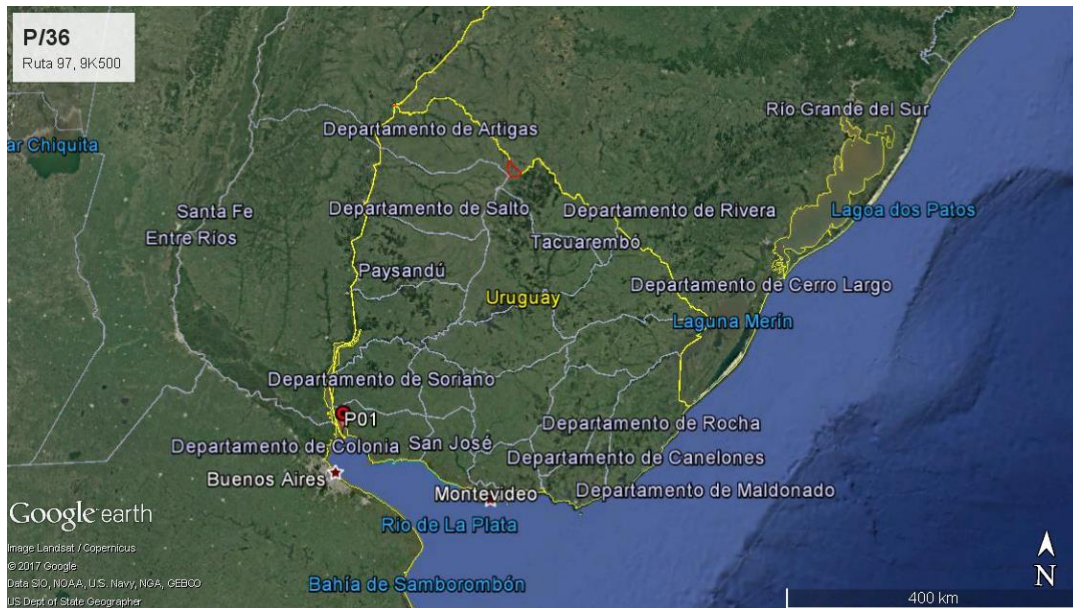 P/36
Ruta 97, 9K500
Río Grande del Sur
Departamento de Artigas
ar Chiquita
Santa Fe
Departamento de Salto
Departamento de Rivera
Lagoa dos Patos
Entre Ríos
Tacuarembó
Paysandú
Departamento de Cerro Largo
Uruguay
Laguna Merín
Departamento de Soriano
P01
Departamento de Rocha
Departamento de Colonia
San José
Departamento de Canelones
Buenos Aires
Montevideo
Departamento de Maldonado
Google earth
Rio de La Plata
Image Landsat / Copernicus
© 2017 Google
Data SIO, NOAA, U.S. Navy, NGA, GEBCO
Bahía de Samborombón
US Dept of State Geographer
N
400 km